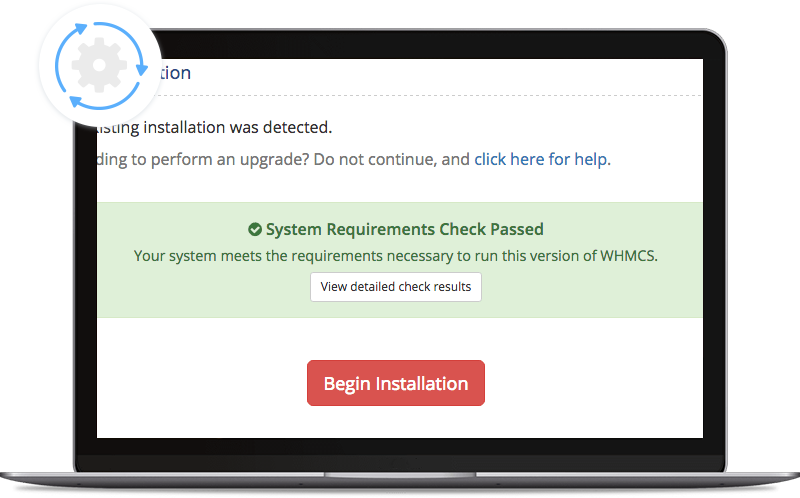 tion
isting installation was detected.
ding to perform an upgrade? Do not continue, and click here for help.
System Requirements Check Passed
Your system meets the requirements necessary to run this version of WHMCS.
View detailed check results
Begin Installation